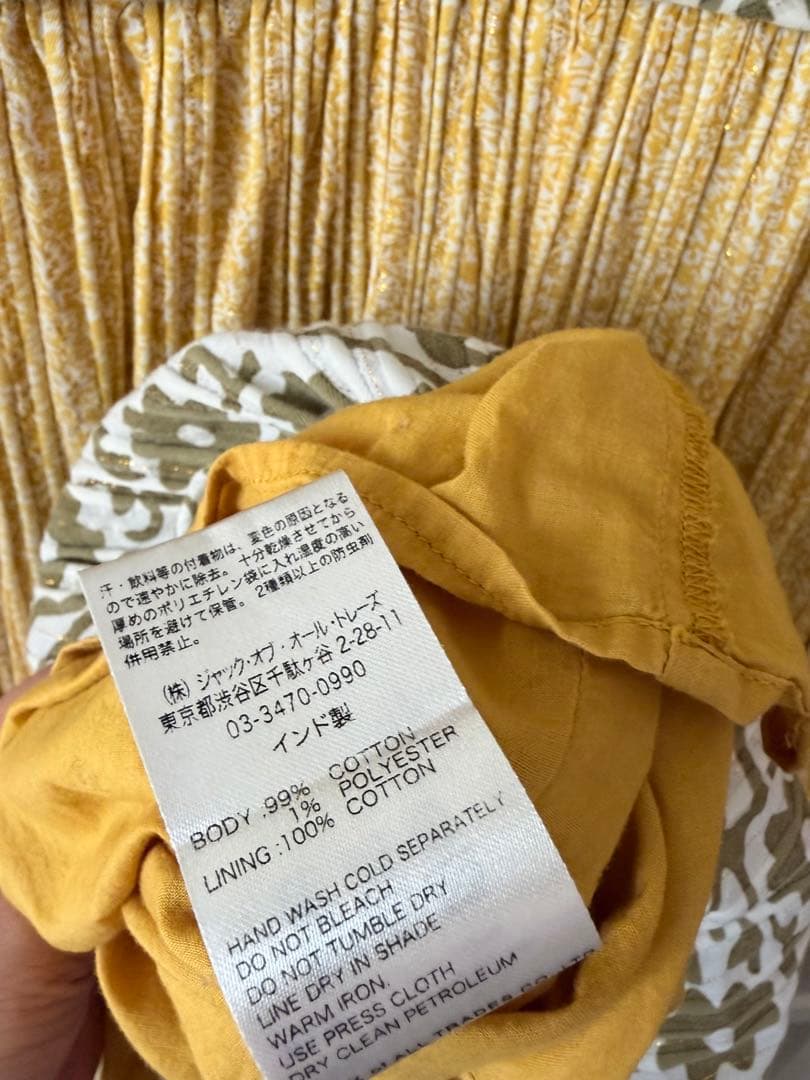 汗・飲料等の付着物は、変色の原因となる
ので速やかに除去。十分乾燥させてから
厚めのポリエチレン袋に入れ湿度の高い
場所を避けて保管。2種類以上の防虫剤
併用禁止。
(株) ジャック・オブ・オール・トレーズ
東京都渋谷区千駄ヶ谷 2-28-11
03-3470-0990
インド製
BODY :99% COTTON
1% POLYESTER
LINING :100% COTTON
HAND WASH COLD SEPARATELY
DO NOT BLEACH
DO NOT TUMBLE DRY
LINE DRY IN SHADE
WARM IRON.
USE PRESS CLOTH
DRY CLEAN PETROLEUM
ALL TRADES CO., LTD